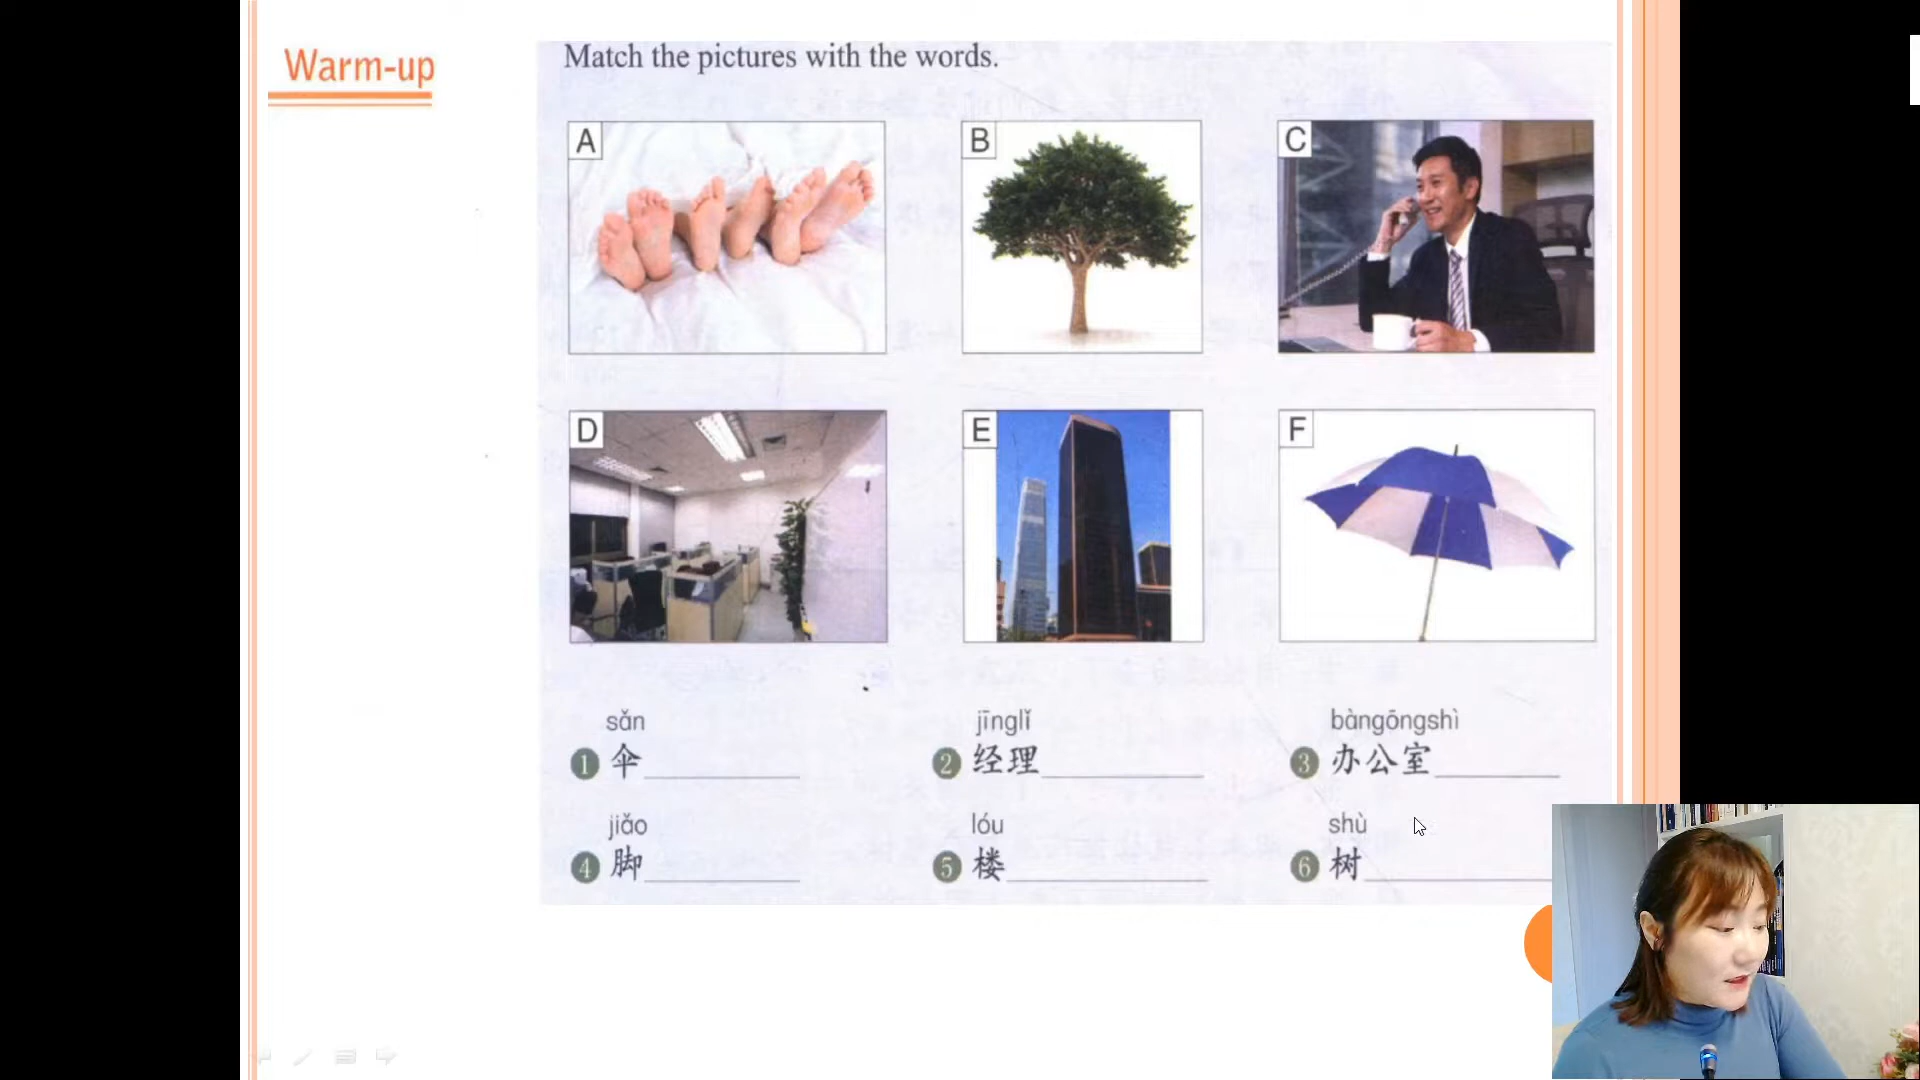 Warm-up
Match the pictures with the words.
A
B
C
D
E
F
sǎn
jīnglǐ
bàngōngshì
1 伞
2 经理
3 办公室
jiǎo
lóu
shù
4 脚
5 楼
6 树